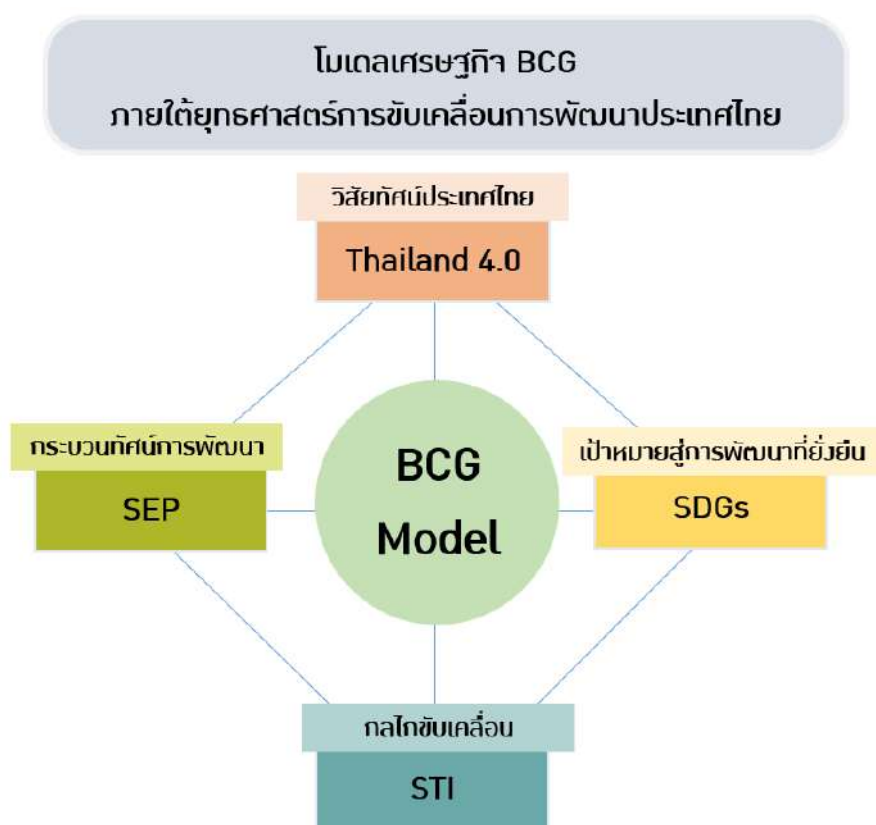 โมเดลเศรษฐกิจ BCG
ภายใต้ยุทธศาสตร์การขับเคลื่อนการพัฒนาประเทศไทย
วิสัยทัศน์ประเทศไทย
Thailand 4.0
กระบวนทัศน์การพัฒนา
SEP
BCG
Model
เป้าหมายสู่การพัฒนาที่ยั่งยืน
SDGs
กลไกขับเคลื่อน
STI